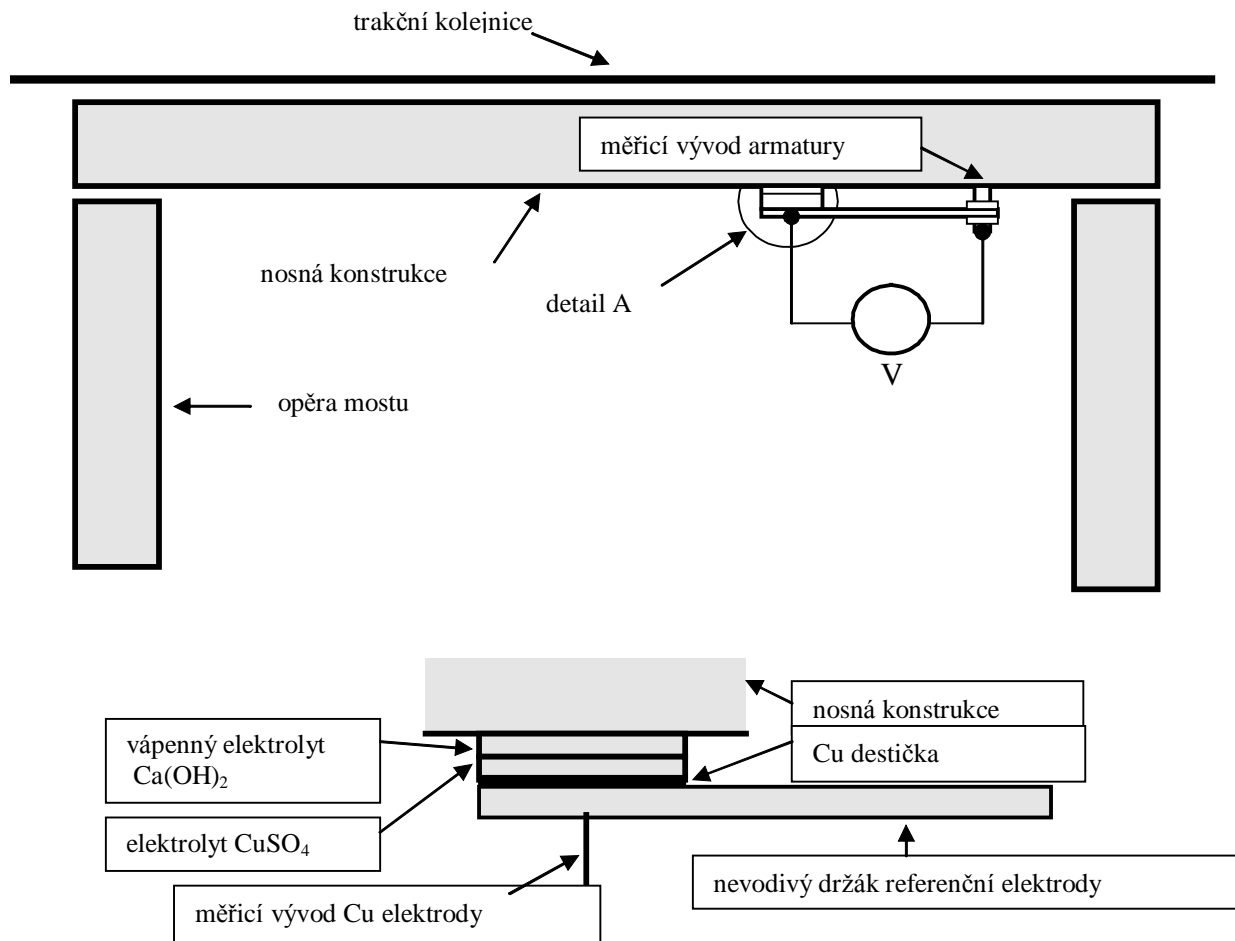 trakční kolejnice
měřicí vývod armatury
nosná konstrukce
detail A
V
opěra mostu
nosná konstrukce
vápenný elektrolyt
Ca(OH)₂
Cu destička
elektrolyt CuSO₄
nevodivý držák referenční elektrody
měřicí vývod Cu elektrody